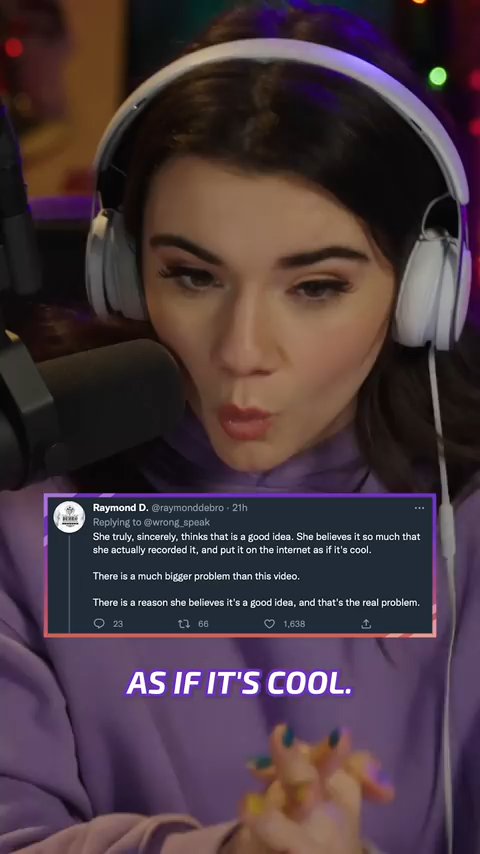 Raymond D. @raymonddebro · 21h
Replying to @wrong_speak
She truly, sincerely, thinks that is a good idea. She believes it so much that
she actually recorded it, and put it on the internet as if it's cool.
There is a much bigger problem than this video.
There is a reason she believes it's a good idea, and that's the real problem.
23 66 1,638
AS IF IT'S COOL.